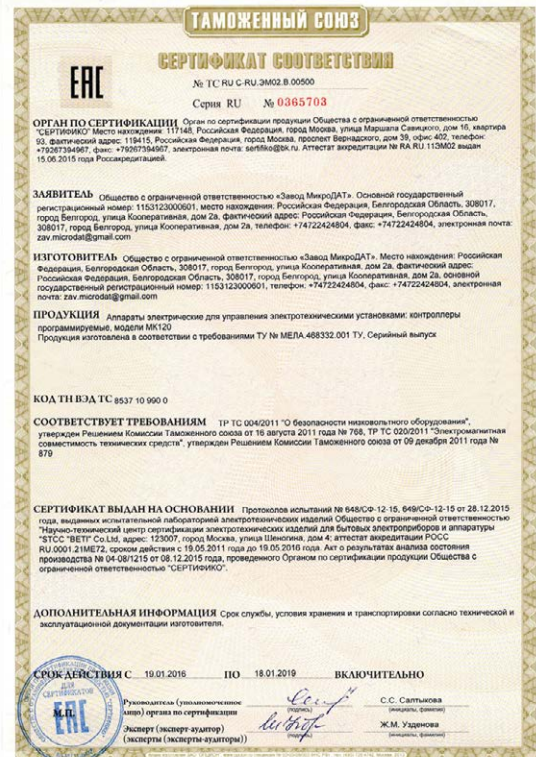 ТАМОЖЕННЫЙ СОЮЗ
ЕАС
СЕРТИФИКАТ СООТВЕТСТВИЯ
№ ТС RU C-RU.ЭМ02.В.00500
Серия RU № 0365703
ОРГАН ПО СЕРТИФИКАЦИИ Орган по сертификации продукции Общества с ограниченной ответственностью
"СЕРТИФИКО" Место нахождения: 117148, Российская Федерация, город Москва, улица Маршала Савицкого, дом 16, квартира
93, фактический адрес: 119415, Российская Федерация, город Москва, проспект Вернадского, дом 39, офис 402, телефон:
+79267394967, факс: +79267394967, электронная почта: sertifiko@bk.ru. Аттестат аккредитации № RA.RU.11ЭМ02 выдан
15.06.2015 года Росаккредитацией.
ЗАЯВИТЕЛЬ Общество с ограниченной ответственностью «Завод МикроДАТ». Основной государственный
регистрационный номер: 1153123000601, место нахождения: Российская Федерация, Белгородская Область, 308017,
город Белгород, улица Кооперативная, дом 2а, фактический адрес: Российская Федерация, Белгородская Область,
308017, город Белгород, улица Кооперативная, дом 2а, телефон: +74722424804, факс: +74722424804, электронная почта:
zav.microdat@gmail.com
ИЗГОТОВИТЕЛЬ Общество с ограниченной ответственностью «Завод МикроДАТ». Место нахождения: Российская
Федерация, Белгородская Область, 308017, город Белгород, улица Кооперативная, дом 2а, фактический адрес:
Российская Федерация, Белгородская Область, 308017, город Белгород, улица Кооперативная, дом 2а, основной
государственный регистрационный номер: 1153123000601, телефон: +74722424804, факс: +74722424804, электронная
почта: zav.microdat@gmail.com
ПРОДУКЦИЯ Аппараты электрические для управления электротехническими установками: контроллеры
программируемые, модели МК120
Продукция изготовлена в соответствии с требованиями ТУ № МЕЛА.468332.001 ТУ, Серийный выпуск
КОД ТН ВЭД ТС 8537 10 990 0
СООТВЕТСТВУЕТ ТРЕБОВАНИЯМ ТР ТС 004/2011 "О безопасности низковольтного оборудования",
утвержден Решением Комиссии Таможенного союза от 16 августа 2011 года № 768, ТР ТС 020/2011 "Электромагнитная
совместимость технических средств", утвержден Решением Комиссии Таможенного союза от 09 декабря 2011 года №
879
СЕРТИФИКАТ ВЫДАН НА ОСНОВАНИИ Протоколов испытаний № 648/СФ-12-15, 649/СФ-12-15 от 28.12.2015
года, выданных испытательной лабораторией электротехнических изделий Общество с ограниченной ответственностью
"Научно-технический центр сертификации электротехнических изделий для бытовых электроприборов и аппаратуры
"STCC "BETI" Co.Ltd, адрес: 123007, город Москва, улица Шеногина, дом 4; аттестат аккредитации РОСС
RU.0001.21МЕ72, сроком действия с 19.05.2011 года до 19.05.2016 года. Акт о результатах анализа состояния
производства № 04-08/1215 от 08.12.2015 года, проведенного Органом по сертификации продукции Общества с
ограниченной ответственностью "СЕРТИФИКО".
ДОПОЛНИТЕЛЬНАЯ ИНФОРМАЦИЯ Срок службы, условия хранения и транспортировки согласно технической и
эксплуатационной документации изготовителя.
СРОК ДЕЙСТВИЯ С 19.01.2016 ПО 18.01.2019 ВКЛЮЧИТЕЛЬНО
ДЛЯ
СЕРТИФИКАТОВ
ЕАС
М.П.
Руководитель (уполномоченное
лицо) органа по сертификации
(подпись)
С.С. Салтыкова
(инициалы, фамилия)
Эксперт (эксперт-аудитор)
(эксперты (эксперты-аудиторы))
(подпись)
Ж.М. Узденова
(инициалы, фамилия)